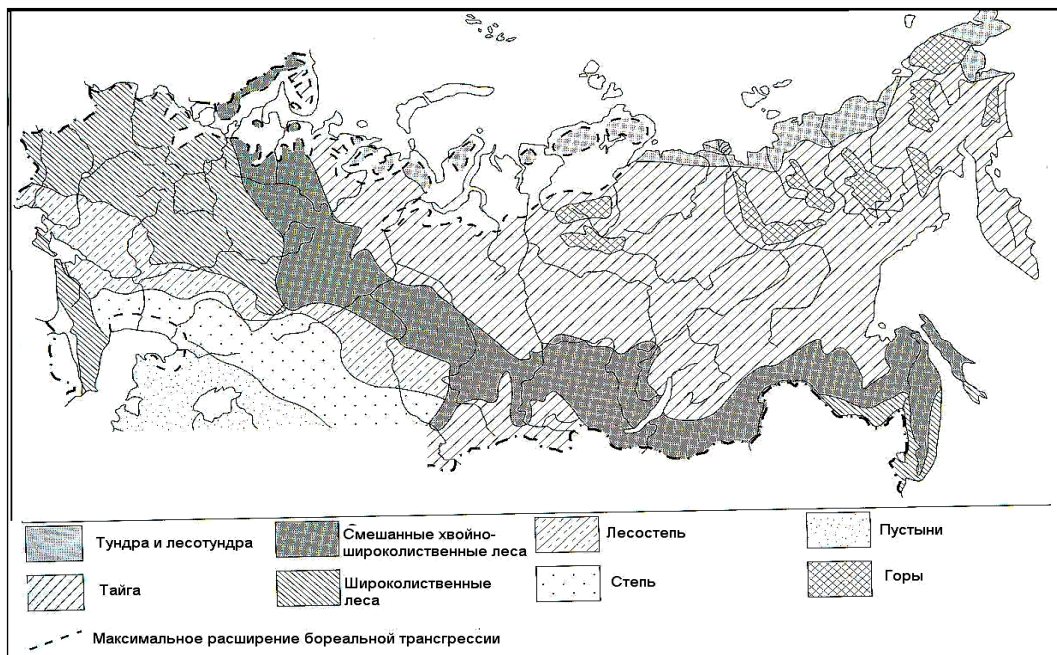 Тундра и лесотундра
Смешанные хвойно-
широколиственные леса
Лесостепь
Пустыни
Тайга
Широколиственные
леса
Степь
Горы
Максимальное расширение бореальной трансгрессии